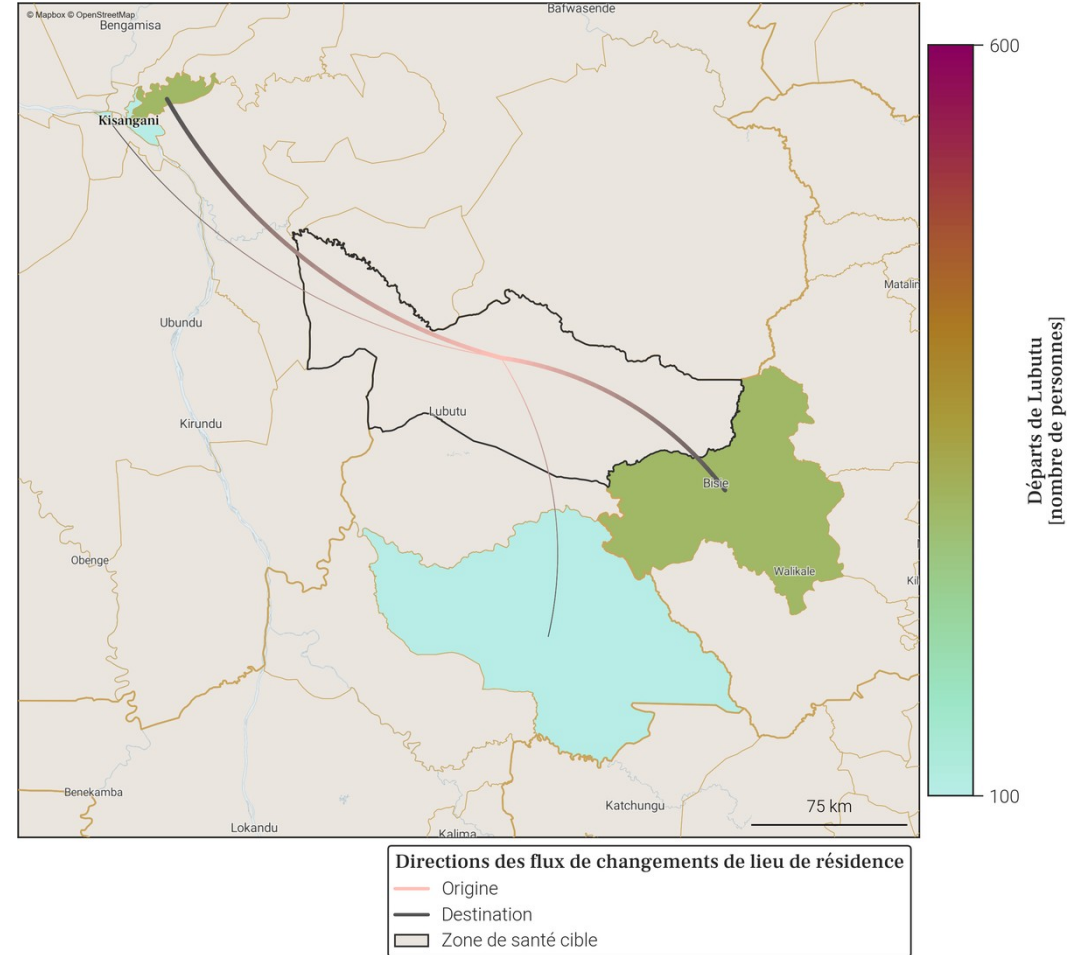 © Mapbox © OpenStreetMap
Bafwasende
Bengamisa
Kisangani
Matalin
Ubundu
Lubutu
Kirundu
Bisie
Obenge
Walikale
Kil
Benekamba
Katchungu
Lokandu
Kalima
75 km
600
100
Départs de Lubutu
[nombre de personnes]
Directions des flux de changements de lieu de résidence
Origine
Destination
Zone de santé cible